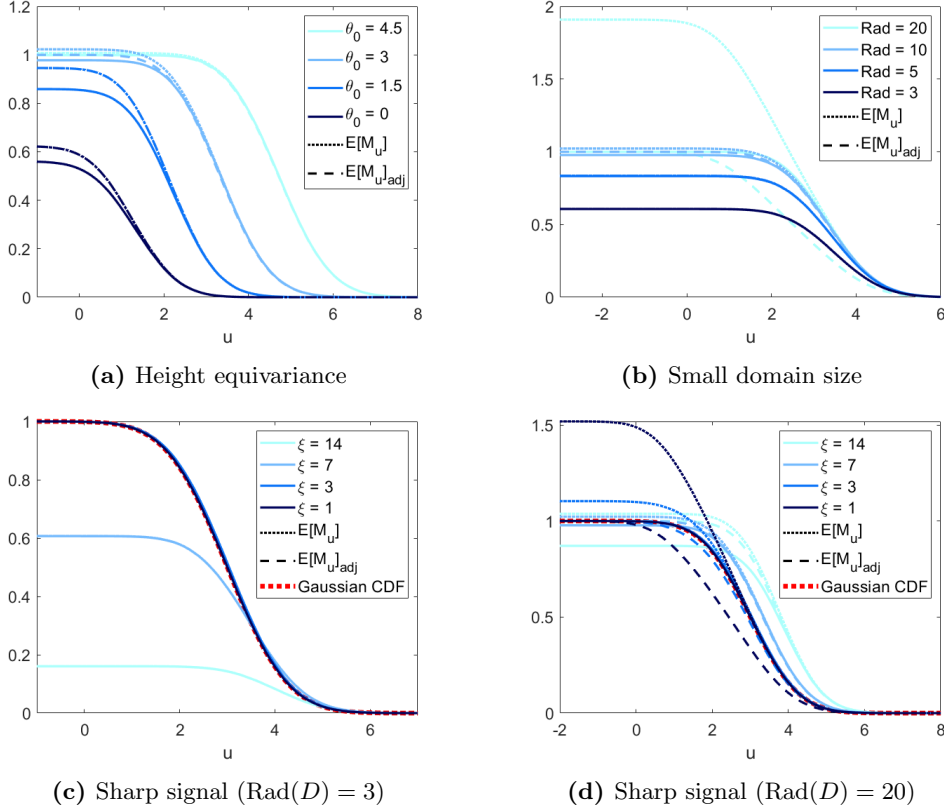 1.2
1
0.8
0.6
0.4
0.2
0
0 2 4 6 8
u
θ0 = 4.5
θ0 = 3
θ0 = 1.5
θ0 = 0
E[Mu]
E[Mu]adj
(a) Height equivariance
2
1.5
1
0.5
0
-2 0 2 4 6
u
Rad = 20
Rad = 10
Rad = 5
Rad = 3
E[Mu]
E[Mu]adj
(b) Small domain size
1
0.8
0.6
0.4
0.2
0
0 2 4 6
u
ξ = 14
ξ = 7
ξ = 3
ξ = 1
E[Mu]
E[Mu]adj
Gaussian CDF
(c) Sharp signal (Rad(D) = 3)
1.5
1
0.5
0
-2 0 2 4 6 8
u
ξ = 14
ξ = 7
ξ = 3
ξ = 1
E[Mu]
E[Mu]adj
Gaussian CDF
(d) Sharp signal (Rad(D) = 20)